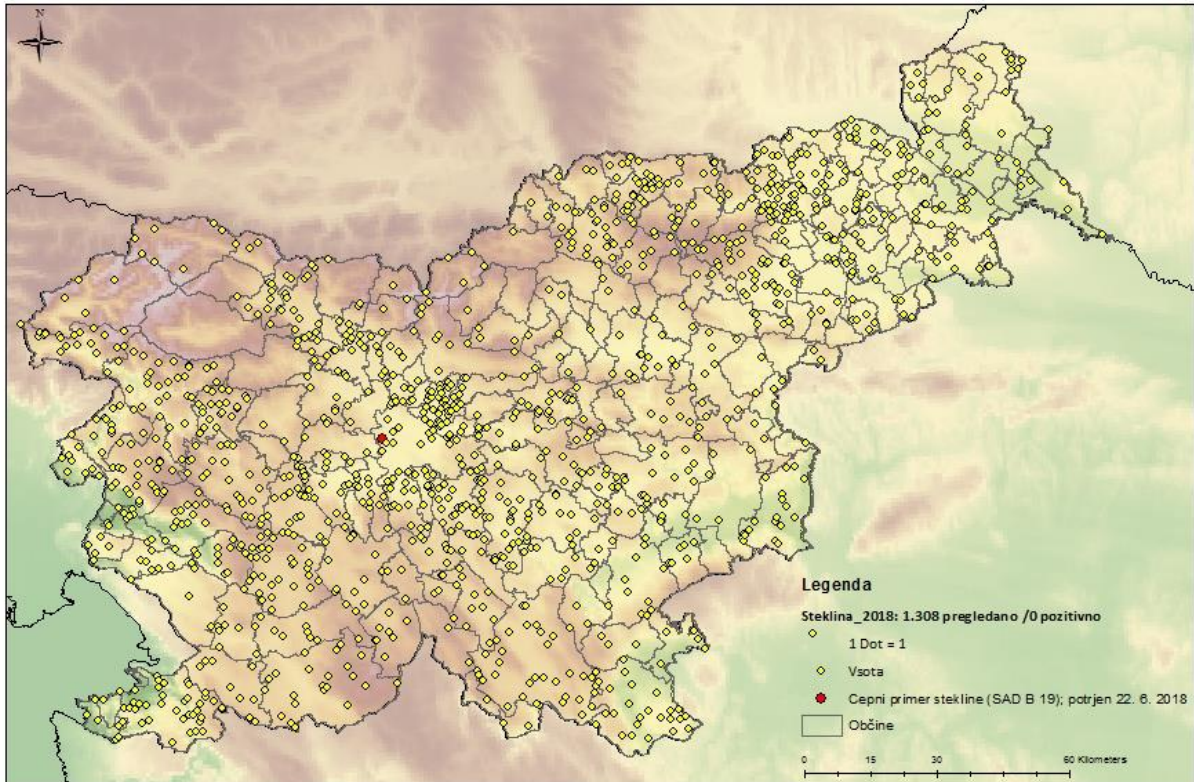 N
Legenda
Steklina_2018: 1.308 pregledano /0 pozitivno
1 Dot = 1
Vsota
Cepni primer stekline (SAD B 19); potrjen 22. 6. 2018
Občine
0 15 30 60 Kilometers